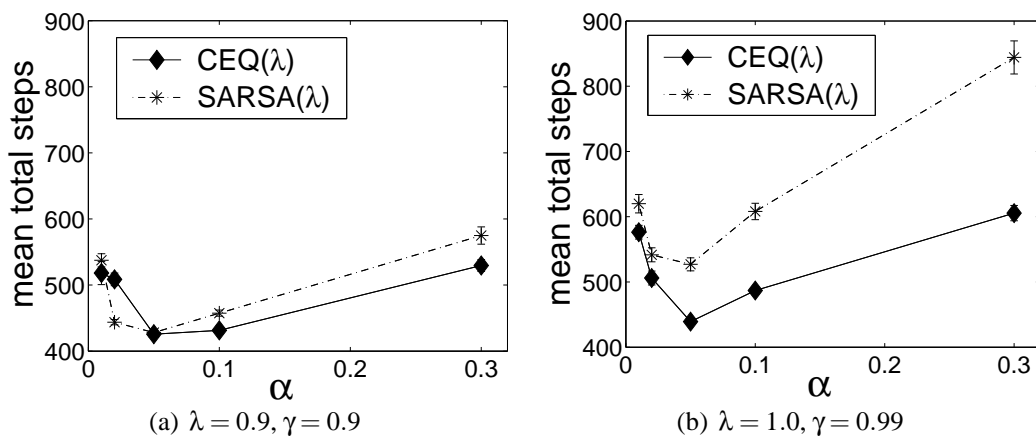 900
800
700
600
500
400
mean total steps
CEQ(λ)
SARSA(λ)
0
0.1
0.2
0.3
α
(a) λ = 0.9, γ = 0.9
900
800
700
600
500
400
mean total steps
CEQ(λ)
SARSA(λ)
0
0.1
0.2
0.3
α
(b) λ = 1.0, γ = 0.99